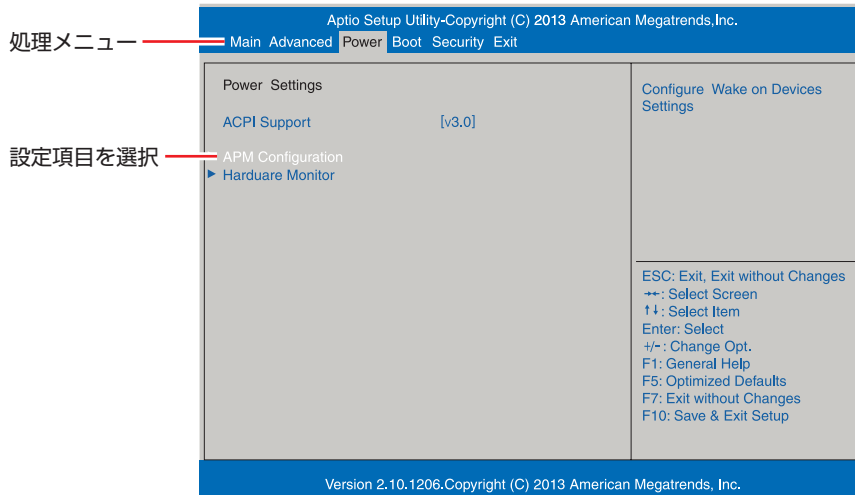 Aptio Setup Utility-Copyright (C) 2013 American Megatrends,Inc.
処理メニュー
Main Advanced Power Boot Security Exit
Power Settings
ACPI Support [v3.0]
設定項目を選択
APM Configuration
▶ Harduare Monitor
Configure Wake on Devices
Settings
ESC: Exit, Exit without Changes
→←: Select Screen
↑↓: Select Item
Enter: Select
+/-: Change Opt.
F1: General Help
F5: Optimized Defaults
F7: Exit without Changes
F10: Save & Exit Setup
Version 2.10.1206.Copyright (C) 2013 American Megatrends, Inc.